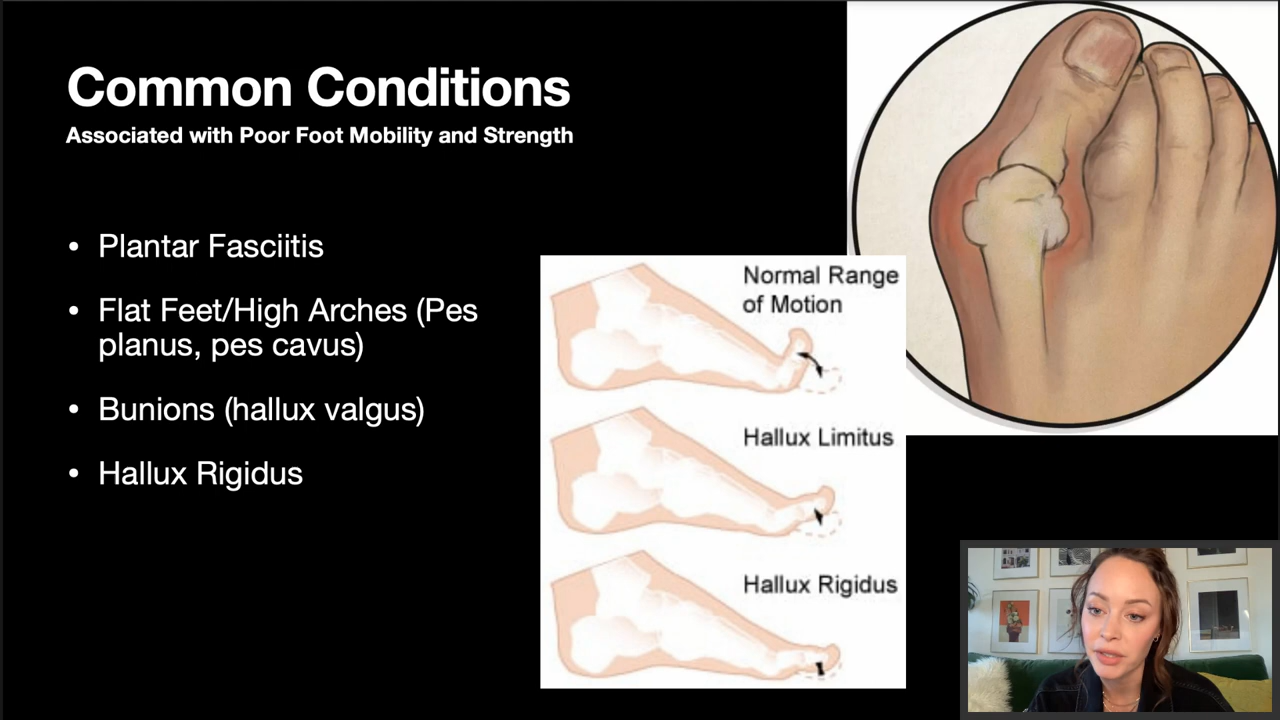 Common Conditions
Associated with Poor Foot Mobility and Strength
• Plantar Fasciitis
• Flat Feet/High Arches (Pes
planus, pes cavus)
• Bunions (hallux valgus)
• Hallux Rigidus
Normal Range
of Motion
Hallux Limitus
Hallux Rigidus